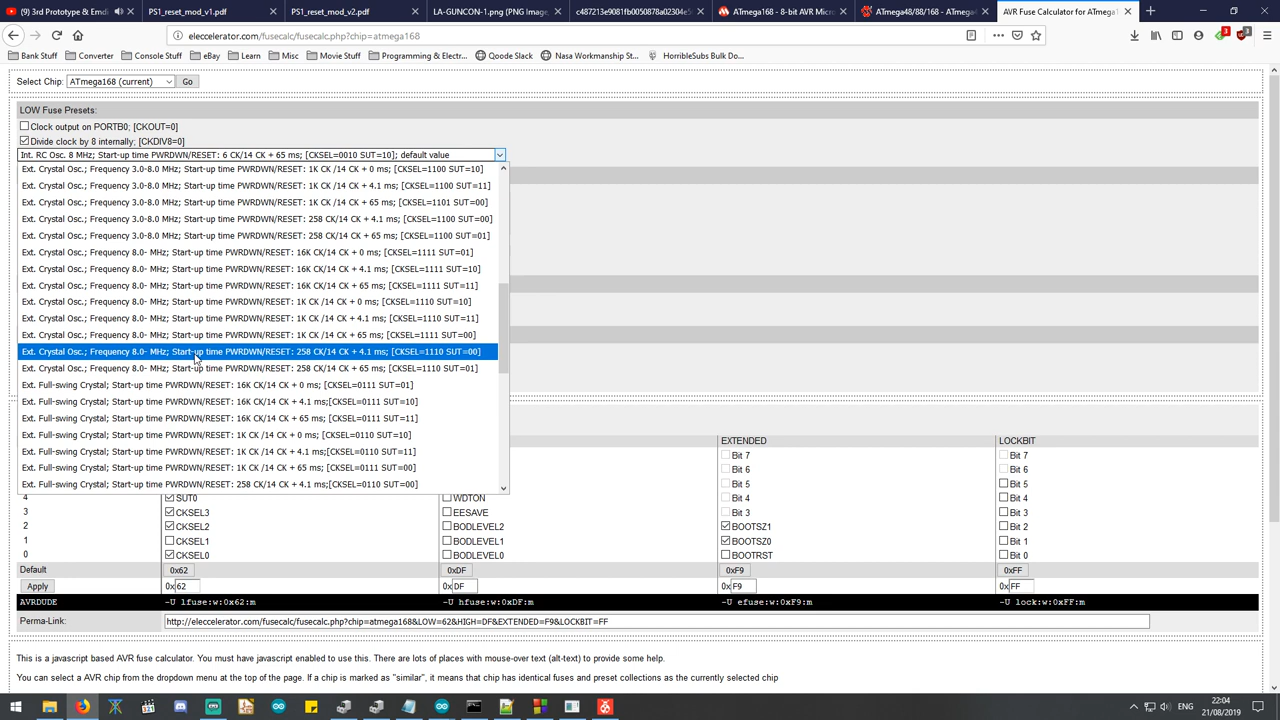 (9) 3rd Prototype & Emdi
PS1_reset_mod_v1.pdf
PS1_reset_mod_v2.pdf
LA-GUNCON-1.png (PNG Imag
c487213e9081fb0050878a02304e5
ATmega168 - 8-bit AVR Micr
ATmega48/88/168 - ATmega
AVR Fuse Calculator for ATmega1
eleccelerator.com/fusecalc/fusecalc.php?chip=atmega168
Bank Stuff
Converter
Console Stuff
eBay
Learn
Misc
Movie Stuff
Programming & Electr...
Qoode Slack
Nasa Workmanship St...
HorribleSubs Bulk Do...
Select Chip:
ATmega168 (current)
Go
LOW Fuse Presets:
Clock output on PORTB0; [CKOUT=0]
Divide clock by 8 internally; [CKDIV8=0]
Int. RC Osc. 8 MHz; Start-up time PWRDWN/RESET: 6 CK/14 CK + 65 ms; [CKSEL=0010 SUT=10]; default value
Ext. Crystal Osc.; Frequency 3.0-8.0 MHz; Start-up time PWRDWN/RESET: 1K CK /14 CK + 0 ms; [CKSEL=1100 SUT=10]
Ext. Crystal Osc.; Frequency 3.0-8.0 MHz; Start-up time PWRDWN/RESET: 1K CK /14 CK + 4.1 ms; [CKSEL=1100 SUT=11]
Ext. Crystal Osc.; Frequency 3.0-8.0 MHz; Start-up time PWRDWN/RESET: 1K CK /14 CK + 65 ms; [CKSEL=1101 SUT=00]
Ext. Crystal Osc.; Frequency 3.0-8.0 MHz; Start-up time PWRDWN/RESET: 258 CK/14 CK + 4.1 ms; [CKSEL=1100 SUT=00]
Ext. Crystal Osc.; Frequency 3.0-8.0 MHz; Start-up time PWRDWN/RESET: 258 CK/14 CK + 65 ms; [CKSEL=1100 SUT=01]
Ext. Crystal Osc.; Frequency 8.0- MHz; Start-up time PWRDWN/RESET: 16K CK/14 CK + 0 ms; [CKSEL=1111 SUT=01]
Ext. Crystal Osc.; Frequency 8.0- MHz; Start-up time PWRDWN/RESET: 16K CK/14 CK + 4.1 ms; [CKSEL=1111 SUT=10]
Ext. Crystal Osc.; Frequency 8.0- MHz; Start-up time PWRDWN/RESET: 16K CK/14 CK + 65 ms; [CKSEL=1111 SUT=11]
Ext. Crystal Osc.; Frequency 8.0- MHz; Start-up time PWRDWN/RESET: 1K CK /14 CK + 0 ms; [CKSEL=1110 SUT=10]
Ext. Crystal Osc.; Frequency 8.0- MHz; Start-up time PWRDWN/RESET: 1K CK /14 CK + 4.1 ms; [CKSEL=1110 SUT=11]
Ext. Crystal Osc.; Frequency 8.0- MHz; Start-up time PWRDWN/RESET: 1K CK /14 CK + 65 ms; [CKSEL=1111 SUT=00]
Ext. Crystal Osc.; Frequency 8.0- MHz; Start-up time PWRDWN/RESET: 258 CK/14 CK + 4.1 ms; [CKSEL=1110 SUT=00]
Ext. Crystal Osc.; Frequency 8.0- MHz; Start-up time PWRDWN/RESET: 258 CK/14 CK + 65 ms; [CKSEL=1110 SUT=01]
Ext. Full-swing Crystal; Start-up time PWRDWN/RESET: 16K CK/14 CK + 0 ms; [CKSEL=0111 SUT=01]
Ext. Full-swing Crystal; Start-up time PWRDWN/RESET: 16K CK/14 CK + 4.1 ms;[CKSEL=0111 SUT=10]
Ext. Full-swing Crystal; Start-up time PWRDWN/RESET: 16K CK/14 CK + 65 ms; [CKSEL=0111 SUT=11]
Ext. Full-swing Crystal; Start-up time PWRDWN/RESET: 1K CK /14 CK + 0 ms; [CKSEL=0110 SUT=10]
Ext. Full-swing Crystal; Start-up time PWRDWN/RESET: 1K CK /14 CK + 4.1 ms;[CKSEL=0110 SUT=11]
Ext. Full-swing Crystal; Start-up time PWRDWN/RESET: 1K CK /14 CK + 65 ms; [CKSEL=0111 SUT=00]
Ext. Full-swing Crystal; Start-up time PWRDWN/RESET: 258 CK/14 CK + 4.1 ms;[CKSEL=0110 SUT=00]
EXTENDED LOCKBIT
Bit 7 Bit 7
Bit 6 Bit 6
Bit 5 Bit 5
4 SUT0 WDTON Bit 4 Bit 4
3 CKSEL3 EESAVE Bit 3 Bit 3
2 CKSEL2 BODLEVEL2 BOOTSZ1 Bit 2
1 CKSEL1 BODLEVEL1 BOOTSZ0 Bit 1
0 CKSEL0 BODLEVEL0 BOOTRST Bit 0
Default 0x62 0xDF 0xF9 0xFF
Apply 0x 62 0x DF 0x F9 0x FF
AVRDUDE -U lfuse:w:0x62:m -U hfuse:w:0xDF:m -U efuse:w:0xF9:m -U lock:w:0xFF:m
Perma-Link: http://eleccelerator.com/fusecalc/fusecalc.php?chip=atmega168&LOW=62&HIGH=DF&EXTENDED=F9&LOCKBIT=FF
This is a javascript based AVR fuse calculator. You must have javascript enabled to use this. There are lots of places with mouse-over text (alt-text) to provide some help.
You can select a AVR chip from the dropdown menu at the top of the page. If a chip is marked as "similar", it means that chip has identical fuses and preset collections as the currently selected chip
22:04
21/08/2019